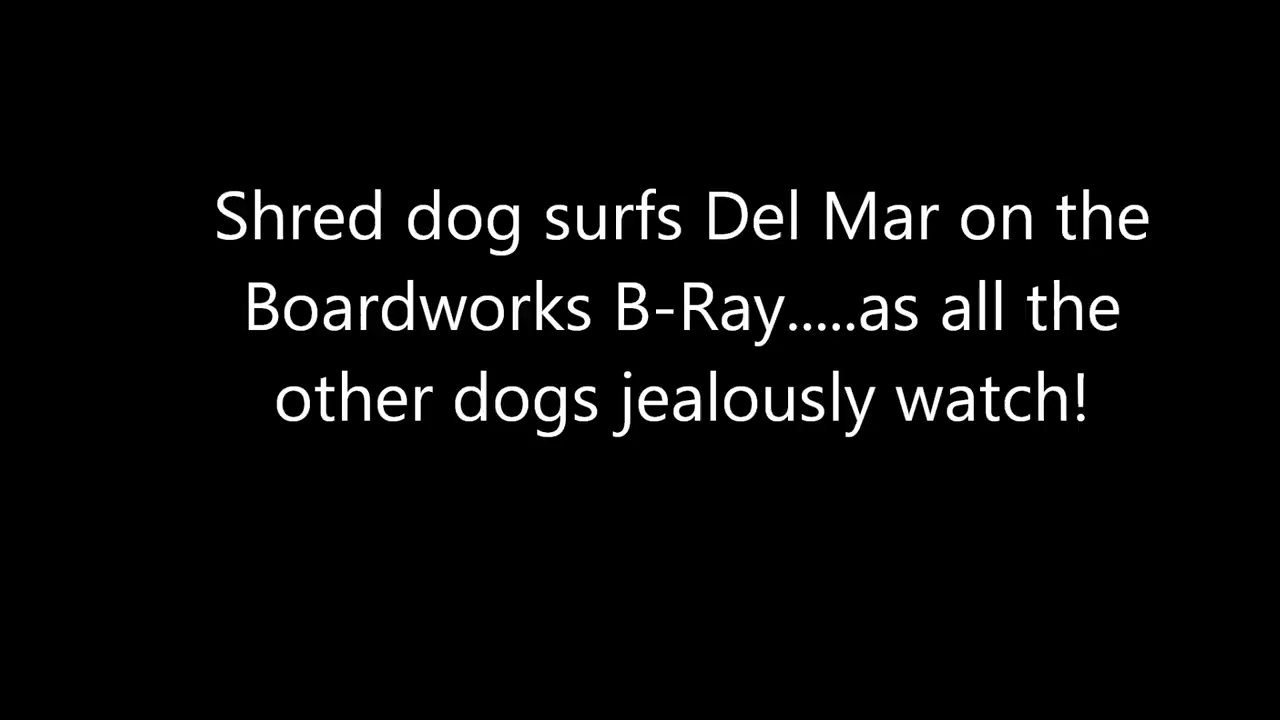 Shred dog surfs Del Mar on the
Boardworks B-Ray.....as all the
other dogs jealously watch!